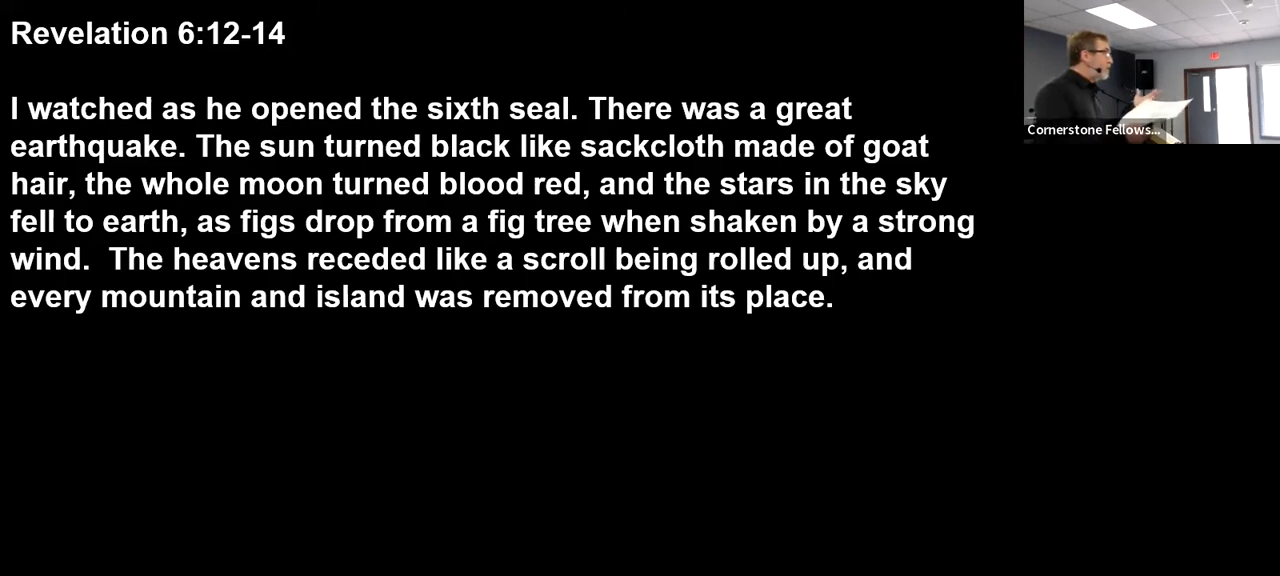 Revelation 6:12-14
I watched as he opened the sixth seal. There was a great
earthquake. The sun turned black like sackcloth made of goat
hair, the whole moon turned blood red, and the stars in the sky
fell to earth, as figs drop from a fig tree when shaken by a strong
wind.  The heavens receded like a scroll being rolled up, and
every mountain and island was removed from its place.
Cornerstone Fellows...